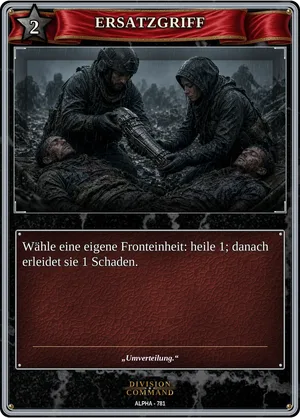 2
ERSATZGRIFF
Wähle eine eigene Fronteinheit: heile 1; danach
erleidet sie 1 Schaden.
„Umverteilung.“
DIVISION
COMMAND
ALPHA - 781